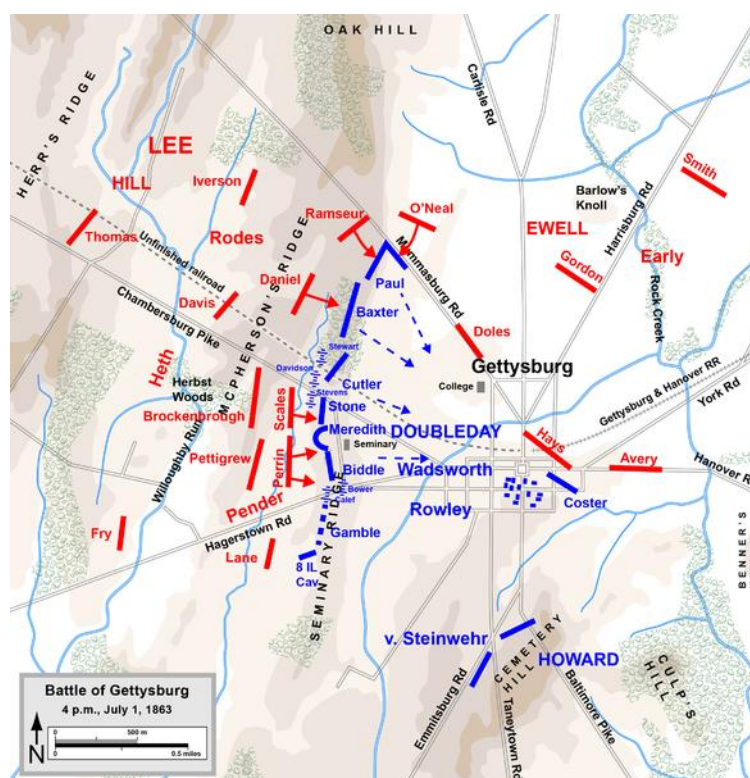 OAK HILL
Carlisle Rd
HERR'S RIDGE
LEE
HILL
Iverson
Smith
Barlow's
Knoll
Harrisburg Rd
Ramseur
O'Neal
Thomas
Unfinished railroad
Rodes
EWELL
Early
Gordon
Mummasburg Rd
Rock Creek
Daniel
Paul
Chambersburg Pike
Davis
MCPHERSON'S RIDGE
Baxter
Doles
Stewart
Gettysburg
Heth
Davidson
Cutler
College
Gettysburg & Hanover RR
York Rd
Herbst
Woods
Stevens
Scales
Stone
Brockenbrough
Meredith
DOUBLEDAY
Seminary
Hays
Willoughby Run
Pettigrew
Perrin
Biddle
Wadsworth
Avery
Hanover Rd
Pender
Bower
Calef
Rowley
Coster
Fry
Hagerstown Rd
Gamble
Lane
8 IL
Cav
SEMINARY RIDGE
BENNER'S
v. Steinwehr
CEMETERY
HILL
HOWARD
CULP'S
HILL
Emmitsburg Rd
Taneytown Rd
Baltimore Pike
Battle of Gettysburg
4 p.m., July 1, 1863
N
0 500 m
0 0.5 miles